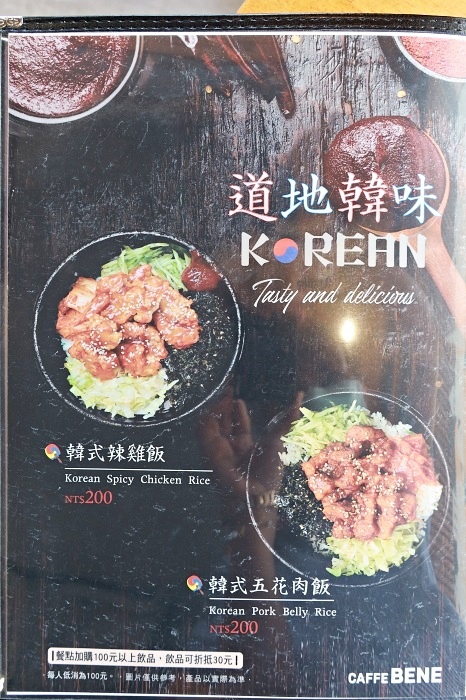 道地韓味
KOREAN
Tasty and delicious
韓式辣雞飯
Korean Spicy Chicken Rice
NT$200
韓式五花肉飯
Korean Pork Belly Rice
NT$200
餐點加購100元以上飲品，飲品可折抵30元
每人低消為100元。 圖片僅供參考，產品以實際為準
CAFFE BENE